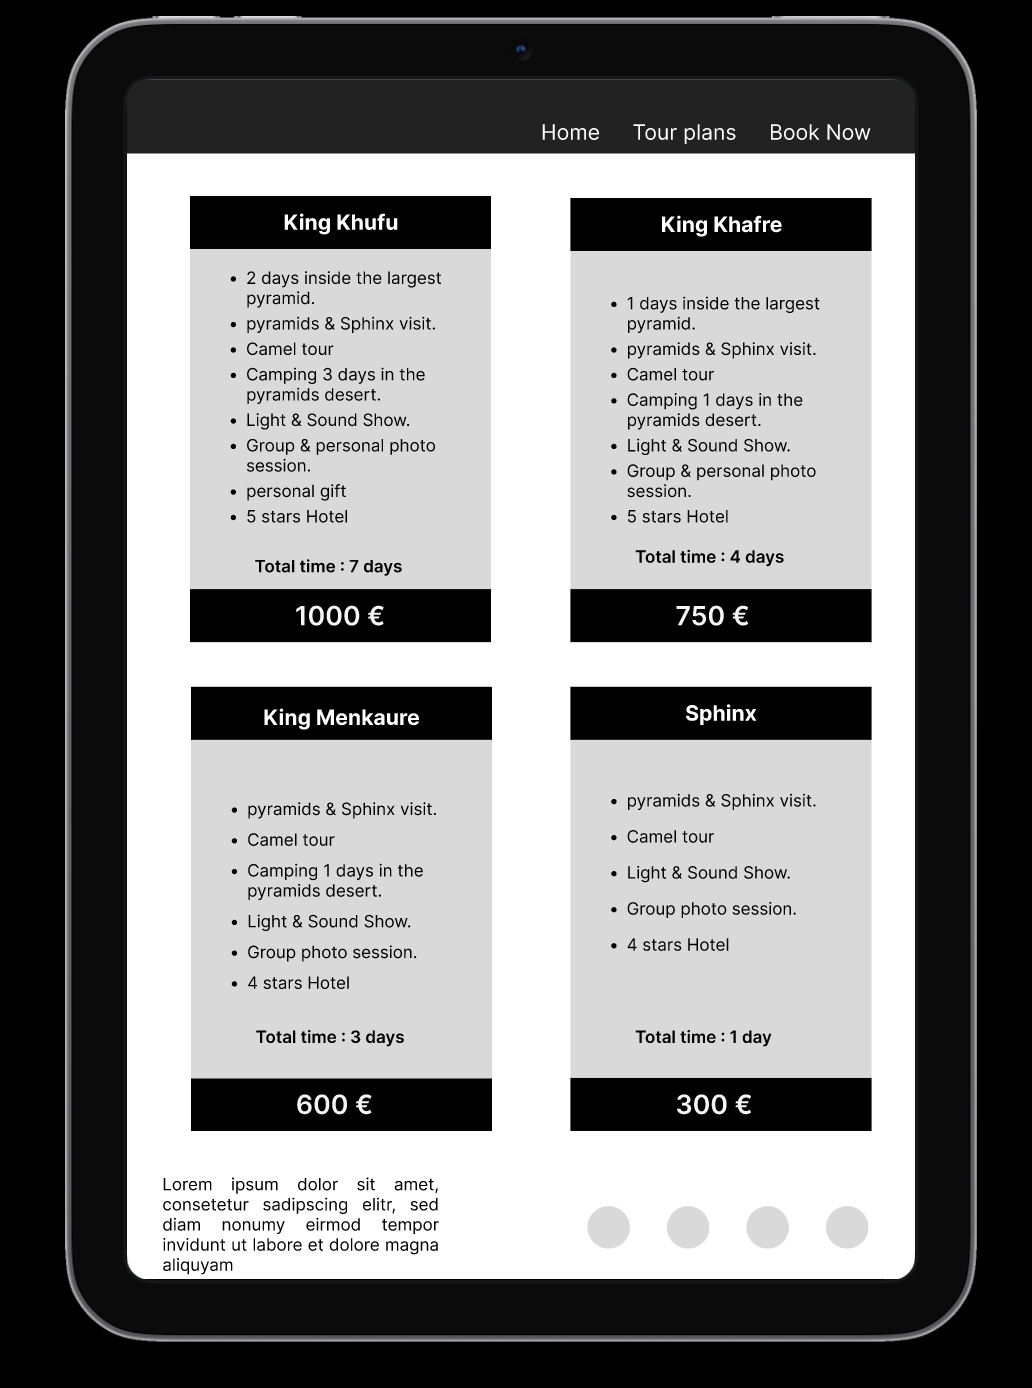 Home Tour plans Book Now
King Khufu
• 2 days inside the largest
pyramid.
• pyramids & Sphinx visit.
• Camel tour
• Camping 3 days in the
pyramids desert.
• Light & Sound Show.
• Group & personal photo
session.
• personal gift
• 5 stars Hotel
Total time : 7 days
1000 €
King Khafre
• 1 days inside the largest
pyramid.
• pyramids & Sphinx visit.
• Camel tour
• Camping 1 days in the
pyramids desert.
• Light & Sound Show.
• Group & personal photo
session.
• 5 stars Hotel
Total time : 4 days
750 €
King Menkaure
• pyramids & Sphinx visit.
• Camel tour
• Camping 1 days in the
pyramids desert.
• Light & Sound Show.
• Group photo session.
• 4 stars Hotel
Total time : 3 days
600 €
Sphinx
• pyramids & Sphinx visit.
• Camel tour
• Light & Sound Show.
• Group photo session.
• 4 stars Hotel
Total time : 1 day
300 €
Lorem ipsum dolor sit amet,
consetetur sadipscing elitr, sed
diam nonumy eirmod tempor
invidunt ut labore et dolore magna
aliquyam